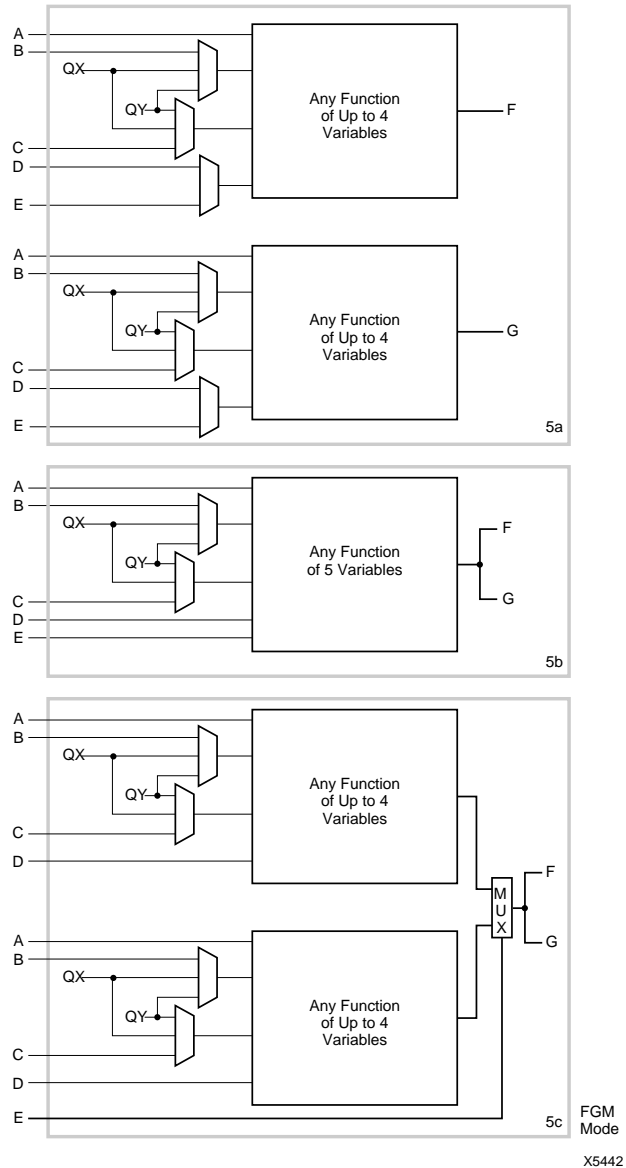 A
B
QX
QY
C
D
E
Any Function
of Up to 4
Variables
F
A
B
QX
QY
C
D
E
Any Function
of Up to 4
Variables
G
5a
A
B
QX
QY
C
D
E
Any Function
of 5 Variables
F
G
5b
A
B
QX
QY
C
D
Any Function
of Up to 4
Variables
M
U
X
F
G
A
B
QX
QY
C
D
E
Any Function
of Up to 4
Variables
5c
FGM
Mode
X5442